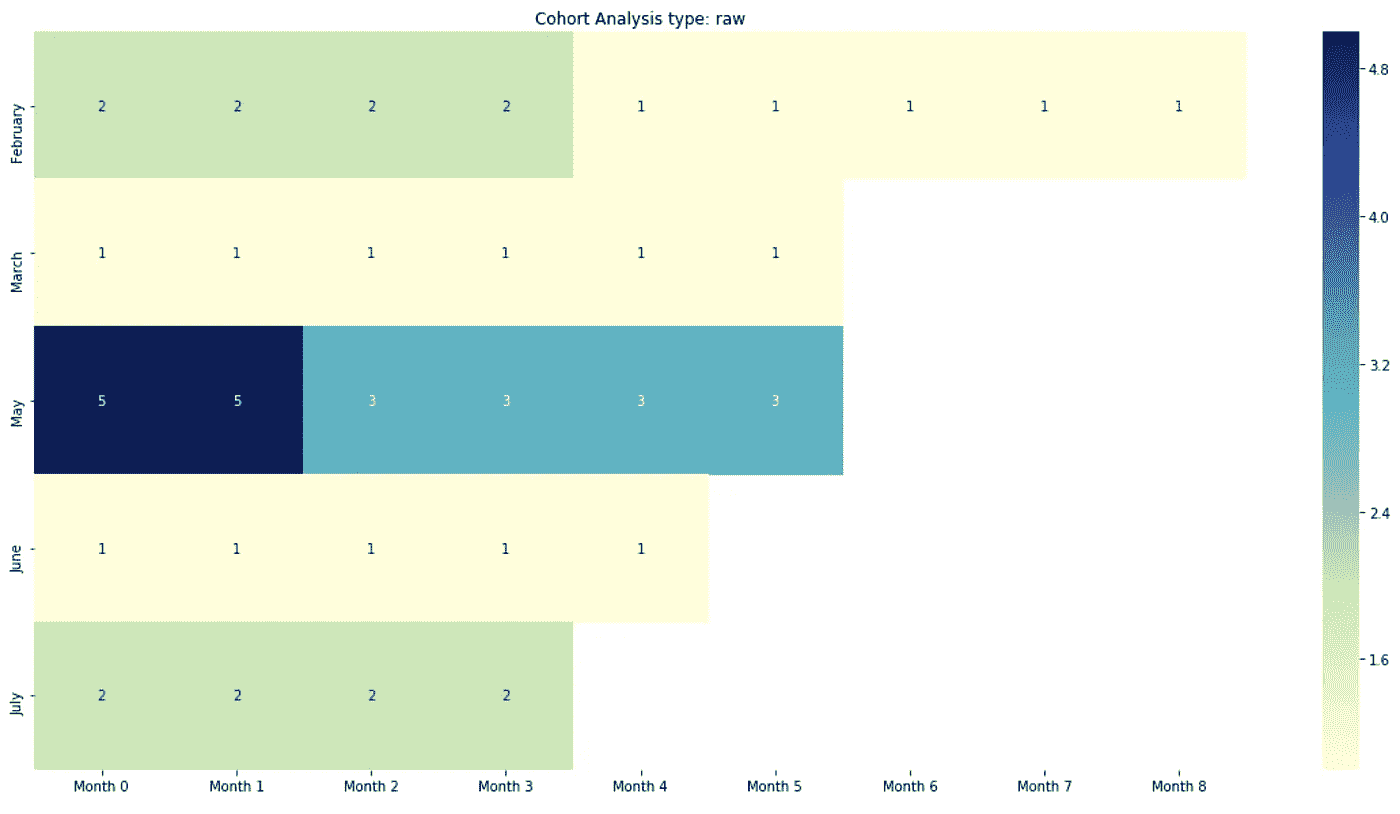 Cohort Analysis type: raw
February 2 2 2 2 1 1 1 1 1
March 1 1 1 1 1 1
May 5 5 3 3 3 3
June 1 1 1 1 1
July 2 2 2 2
Month 0 Month 1 Month 2 Month 3 Month 4 Month 5 Month 6 Month 7 Month 8
4.8
4.0
3.2
2.4
1.6